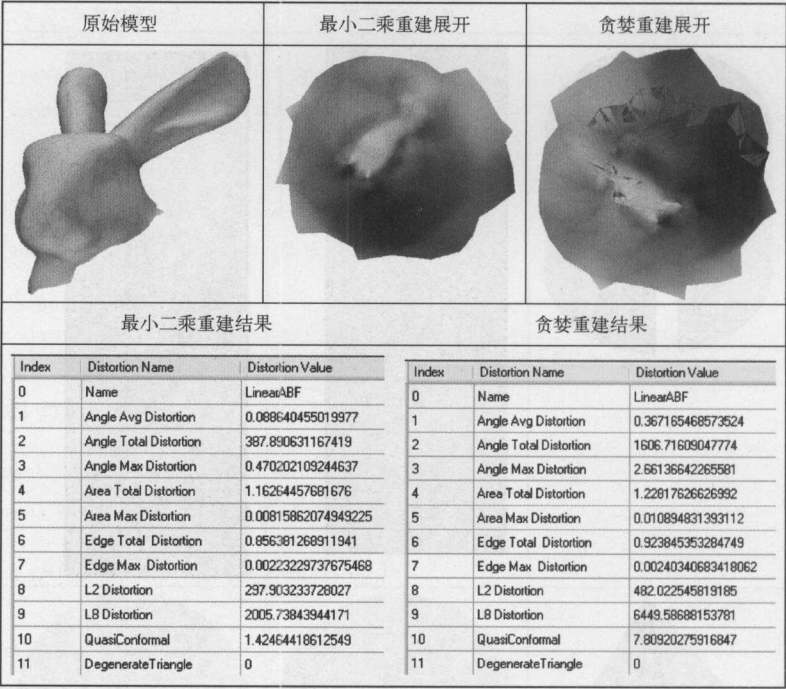 原始模型 最小二乘重建展开 贪婪重建展开
最小二乘重建结果 贪婪重建结果
Index Distortion Name Distortion Value
0 Name LinearABF
1 Angle Avg Distortion 0.088640455019977
2 Angle Total Distortion 387.890631167419
3 Angle Max Distortion 0.470202109244637
4 Area Total Distortion 1.16264457681676
5 Area Max Distortion 0.00815862074949225
6 Edge Total Distortion 0.856381268911941
7 Edge Max Distortion 0.00223229737675468
8 L2 Distortion 297.903233728027
9 L8 Distortion 2005.73843944171
10 QuasiConformal 1.42464418612549
11 DegenerateTriangle 0
Index Distortion Name Distortion Value
0 Name LinearABF
1 Angle Avg Distortion 0.367165468573524
2 Angle Total Distortion 1606.71609047774
3 Angle Max Distortion 2.66136642265581
4 Area Total Distortion 1.22817626626992
5 Area Max Distortion 0.010894831393112
6 Edge Total Distortion 0.923845353284749
7 Edge Max Distortion 0.00240340683418062
8 L2 Distortion 482.022545819185
9 L8 Distortion 6449.58688153781
10 QuasiConformal 7.80920275916847
11 DegenerateTriangle 0